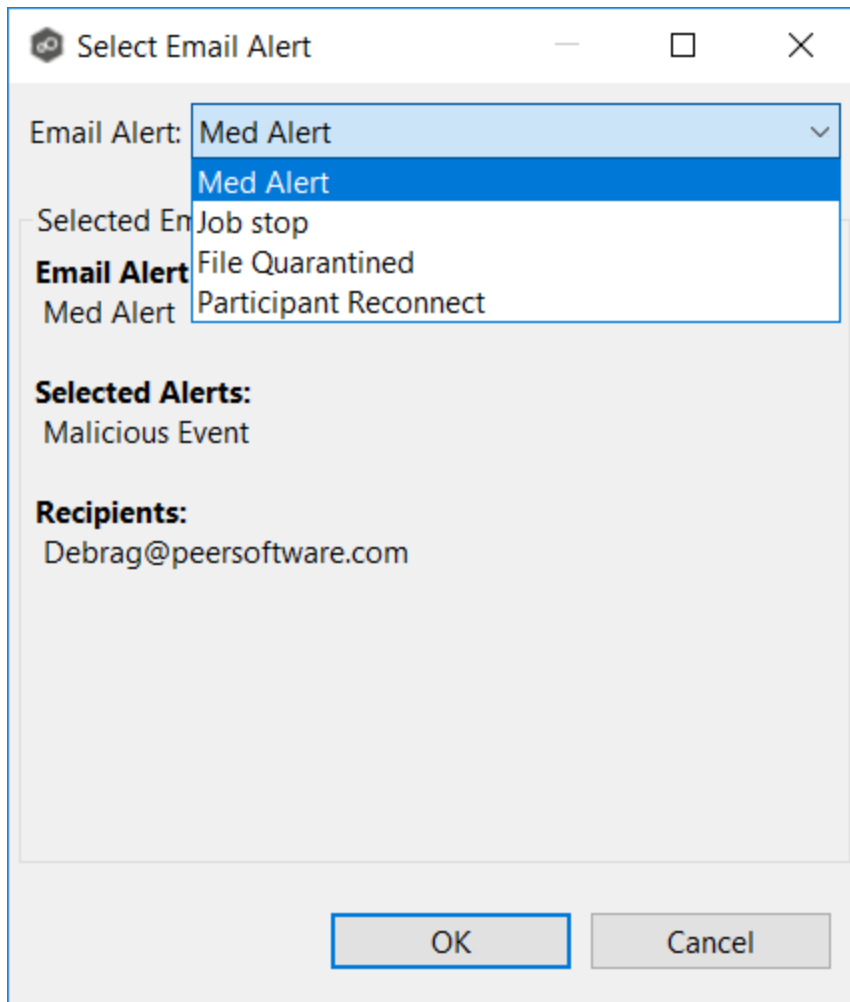 Select Email Alert
Email Alert: Med Alert
Med Alert
Job stop
File Quarantined
Participant Reconnect
Selected
Email Alert
Med Alert
Selected Alerts:
Malicious Event
Recipients:
Debrag@peersoftware.com
OK Cancel